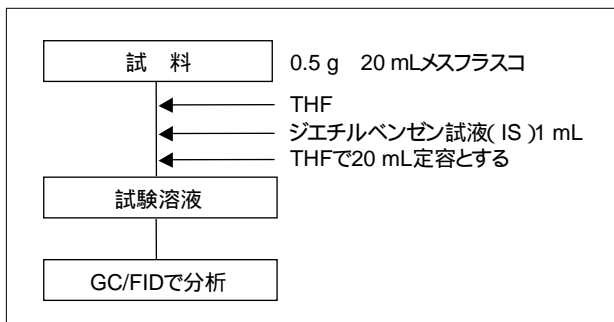 試 料
0.5 g 20 mLメスフラスコ
THF
ジエチルベンゼン試液( IS )1 mL
THFで20 mL定容とする
試験溶液
GC/FIDで分析